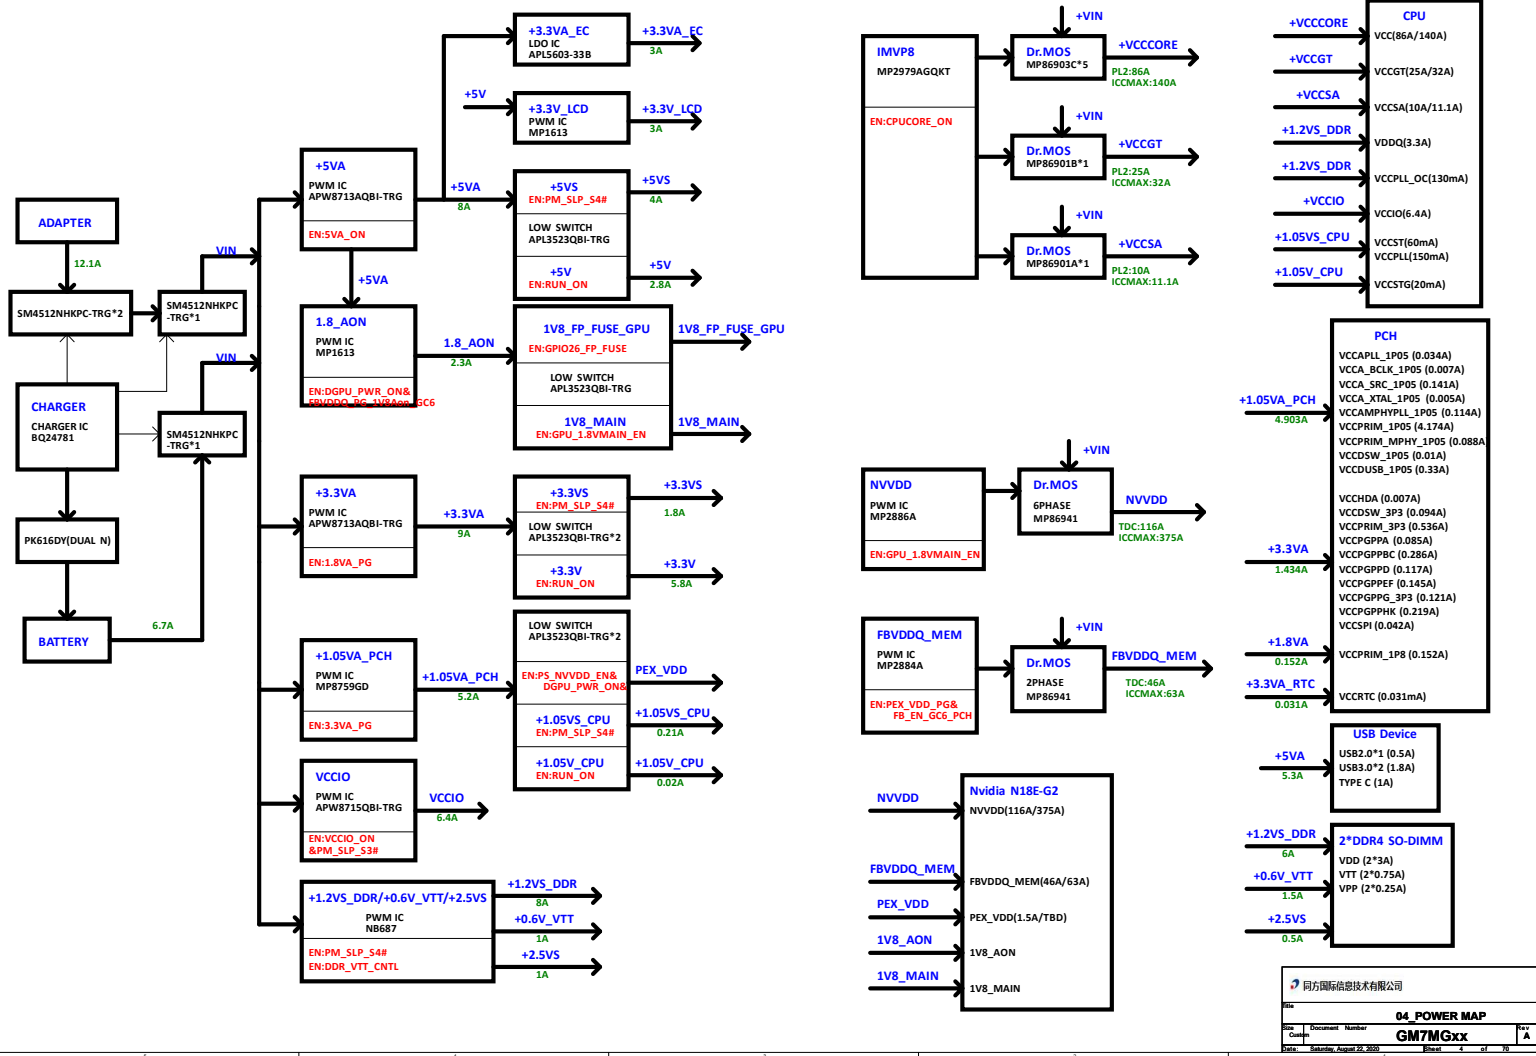 ADAPTER
12.1A
SM4512NHKPC-TRG*2
SM4512NHKPC
-TRG*1
VIN
VIN
CHARGER
CHARGER IC
BQ24781
SM4512NHKPC
-TRG*1
PK616DY(DUAL N)
BATTERY
6.7A
+5VA
PWM IC
APW8713AQBI-TRG
EN:5VA_ON
+5VA
8A
+5VA
1.8_AON
PWM IC
MP1613
EN:DGPU_PWR_ON&
FBVDDQ_PG_1V8Aon_GC6
1.8_AON
2.3A
+3.3VA
PWM IC
APW8713AQBI-TRG
EN:1.8VA_PG
+3.3VA
9A
+1.05VA_PCH
PWM IC
MP8759GD
EN:3.3VA_PG
+1.05VA_PCH
5.2A
VCCIO
PWM IC
APW8715QBI-TRG
EN:VCCIO_ON
&PM_SLP_S3#
VCCIO
6.4A
+1.2VS_DDR/+0.6V_VTT/+2.5VS
PWM IC
NB687
EN:PM_SLP_S4#
EN:DDR_VTT_CNTL
+1.2VS_DDR
8A
+0.6V_VTT
1A
+2.5VS
1A
+3.3VA_EC
LDO IC
APL5603-33B
+3.3VA_EC
3A
+5V
+3.3V_LCD
PWM IC
MP1613
+3.3V_LCD
3A
+5VS
EN:PM_SLP_S4#
LOW SWITCH
APL3523QBI-TRG
+5V
EN:RUN_ON
+5VS
4A
+5V
2.8A
1V8_FP_FUSE_GPU
EN:GPIO26_FP_FUSE
LOW SWITCH
APL3523QBI-TRG
1V8_MAIN
EN:GPU_1.8VMAIN_EN
1V8_FP_FUSE_GPU
1V8_MAIN
+3.3VS
EN:PM_SLP_S4#
LOW SWITCH
APL3523QBI-TRG*2
+3.3V
EN:RUN_ON
+3.3VS
1.8A
+3.3V
5.8A
LOW SWITCH
APL3523QBI-TRG*2
EN:PS_NVVDD_EN&
DGPU_PWR_ON&
+1.05VS_CPU
EN:PM_SLP_S4#
+1.05V_CPU
EN:RUN_ON
PEX_VDD
+1.05VS_CPU
0.21A
+1.05V_CPU
0.02A
IMVP8
MP2979AGQKT
EN:CPUCORE_ON
+VIN
Dr.MOS
MP86903C*5
+VCCCORE
PL2:86A
ICCMAX:140A
+VIN
Dr.MOS
MP86901B*1
+VCCGT
PL2:25A
ICCMAX:32A
+VIN
Dr.MOS
MP86901A*1
+VCCSA
PL2:10A
ICCMAX:11.1A
NVVDD
PWM IC
MP2886A
EN:GPU_1.8VMAIN_EN
+VIN
Dr.MOS
6PHASE
MP86941
NVVDD
TDC:116A
ICCMAX:375A
FBVDDQ_MEM
PWM IC
MP2884A
EN:PEX_VDD_PG&
FB_EN_GC6_PCH
+VIN
Dr.MOS
2PHASE
MP86941
FBVDDQ_MEM
TDC:46A
ICCMAX:63A
NVVDD
FBVDDQ_MEM
PEX_VDD
1V8_AON
1V8_MAIN
Nvidia N18E-G2
NVVDD(116A/375A)
FBVDDQ_MEM(46A/63A)
PEX_VDD(1.5A/TBD)
1V8_AON
1V8_MAIN
+VCCCORE
+VCCGT
+VCCSA
+1.2VS_DDR
+1.2VS_DDR
+VCCIO
+1.05VS_CPU
+1.05V_CPU
CPU
VCC(86A/140A)
VCCGT(25A/32A)
VCCSA(10A/11.1A)
VDDQ(3.3A)
VCCPLL_OC(130mA)
VCCIO(6.4A)
VCCST(60mA)
VCCPLL(150mA)
VCCSTG(20mA)
+1.05VA_PCH
4.903A
+3.3VA
1.434A
+1.8VA
0.152A
+3.3VA_RTC
0.031A
PCH
VCCAPLL_1P05 (0.034A)
VCCA_BCLK_1P05 (0.007A)
VCCA_SRC_1P05 (0.141A)
VCCA_XTAL_1P05 (0.005A)
VCCAMPHYPLL_1P05 (0.114A)
VCCPRIM_1P05 (4.174A)
VCCPRIM_MPHY_1P05 (0.088A
VCCDSW_1P05 (0.01A)
VCCDUSB_1P05 (0.33A)
VCCHDA (0.007A)
VCCDSW_3P3 (0.094A)
VCCPRIM_3P3 (0.536A)
VCCPGPPA (0.085A)
VCCPGPPBC (0.286A)
VCCPGPPD (0.117A)
VCCPGPPEF (0.145A)
VCCPGPPG_3P3 (0.121A)
VCCPGPPHK (0.219A)
VCCSPI (0.042A)
VCCPRIM_1P8 (0.152A)
VCCRTC (0.031mA)
+5VA
5.3A
USB Device
USB2.0*1 (0.5A)
USB3.0*2 (1.8A)
TYPE C (1A)
+1.2VS_DDR
6A
+0.6V_VTT
1.5A
+2.5VS
0.5A
2*DDR4 SO-DIMM
VDD (2*3A)
VTT (2*0.75A)
VPP (2*0.25A)
同方国际信息技术有限公司
Title
04_POWER MAP
Size
Document Number
Rev
Custom
GM7MGxx
A
Date: Saturday, August 22, 2020 Sheet 4 of 70